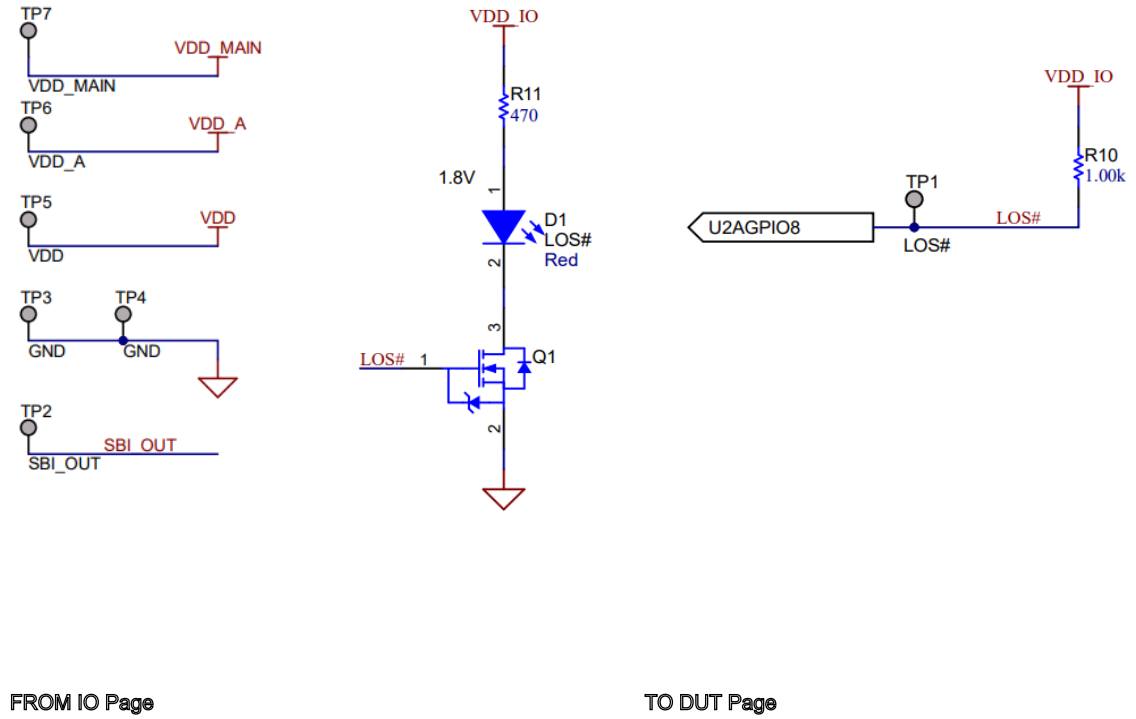 TP7
VDD_MAIN
VDD_MAIN
TP6
VDD_A
VDD_A
TP5
VDD
VDD
TP3
TP4
GND
GND
TP2
SBI_OUT
SBI_OUT
VDD_IO
R11
470
1.8V
1
D1
LOS#
Red
2
3
LOS#
1
Q1
2
VDD_IO
R10
1.00k
TP1
U2AGPIO8
LOS#
LOS#
FROM IO Page
TO DUT Page